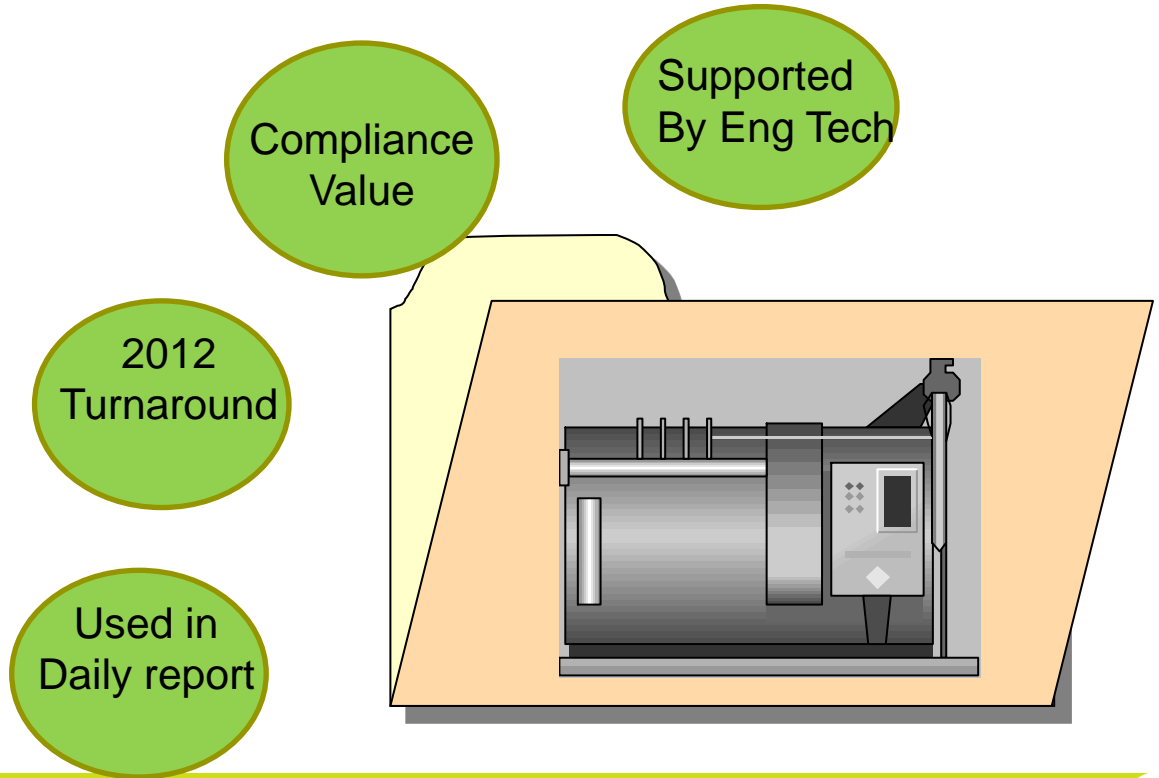 Supported
By Eng Tech
Compliance
Value
2012
Turnaround
Used in
Daily report